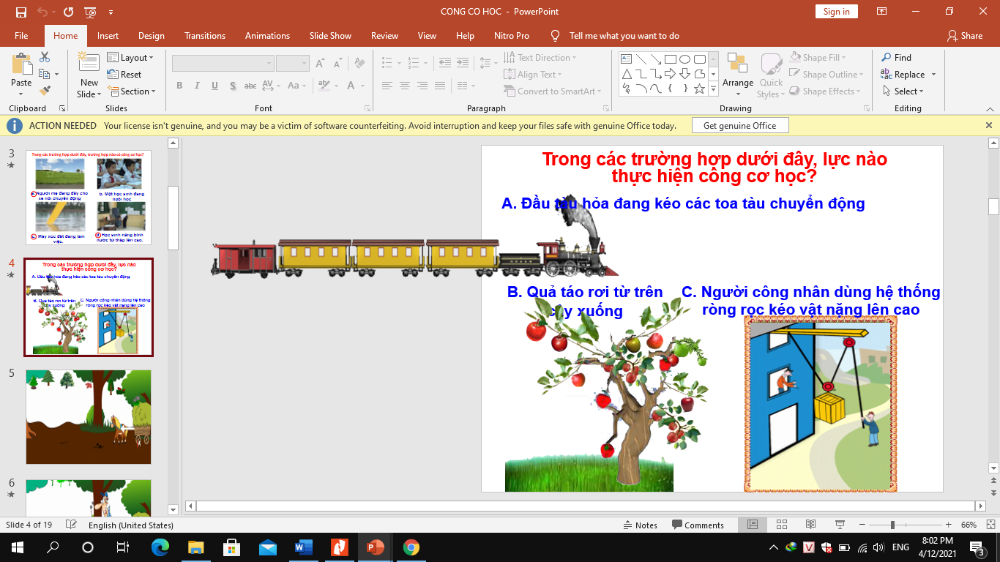 CONG CO HOC - PowerPoint
Sign in
File Home Insert Design Transitions Animations Slide Show Review View Help Nitro Pro Tell me what you want to do Share
Paste
Clipboard
New Slide
Layout
Reset
Section
Slides
B I U S abc AV Aa A
Font
Text Direction
Align Text
Convert to SmartArt
Paragraph
Arrange
Quick Styles
Shape Fill
Shape Outline
Shape Effects
Drawing
Find
Replace
Select
Editing
ACTION NEEDED Your license isn't genuine, and you may be a victim of software counterfeiting. Avoid interruption and keep your files safe with genuine Office today. Get genuine Office
3
Trong các trường hợp dưới đây, trường hợp nào có công cơ học?
a. Người mẹ đang đẩy cho
xe nôi chuyển động
b. Một học sinh đang
ngồi học
c. Máy xúc đất đang làm
việc.
d. Học sinh nâng bình
nước từ thấp lên cao.
4
Trong các trường hợp dưới đây, lực nào
thực hiện công cơ học?
A. Đầu tàu hỏa đang kéo các toa tàu chuyển động
B. Quả táo rơi từ trên
cây xuống
C. Người công nhân dùng hệ thống
ròng rọc kéo vật nặng lên cao
5
6
Trong các trường hợp dưới đây, lực nào
thực hiện công cơ học?
A. Đầu tàu hỏa đang kéo các toa tàu chuyển động
B. Quả táo rơi từ trên
cây xuống
C. Người công nhân dùng hệ thống
ròng rọc kéo vật nặng lên cao
Slide 4 of 19 English (United States) Notes Comments 66%
ENG
8:02 PM
4/12/2021
3